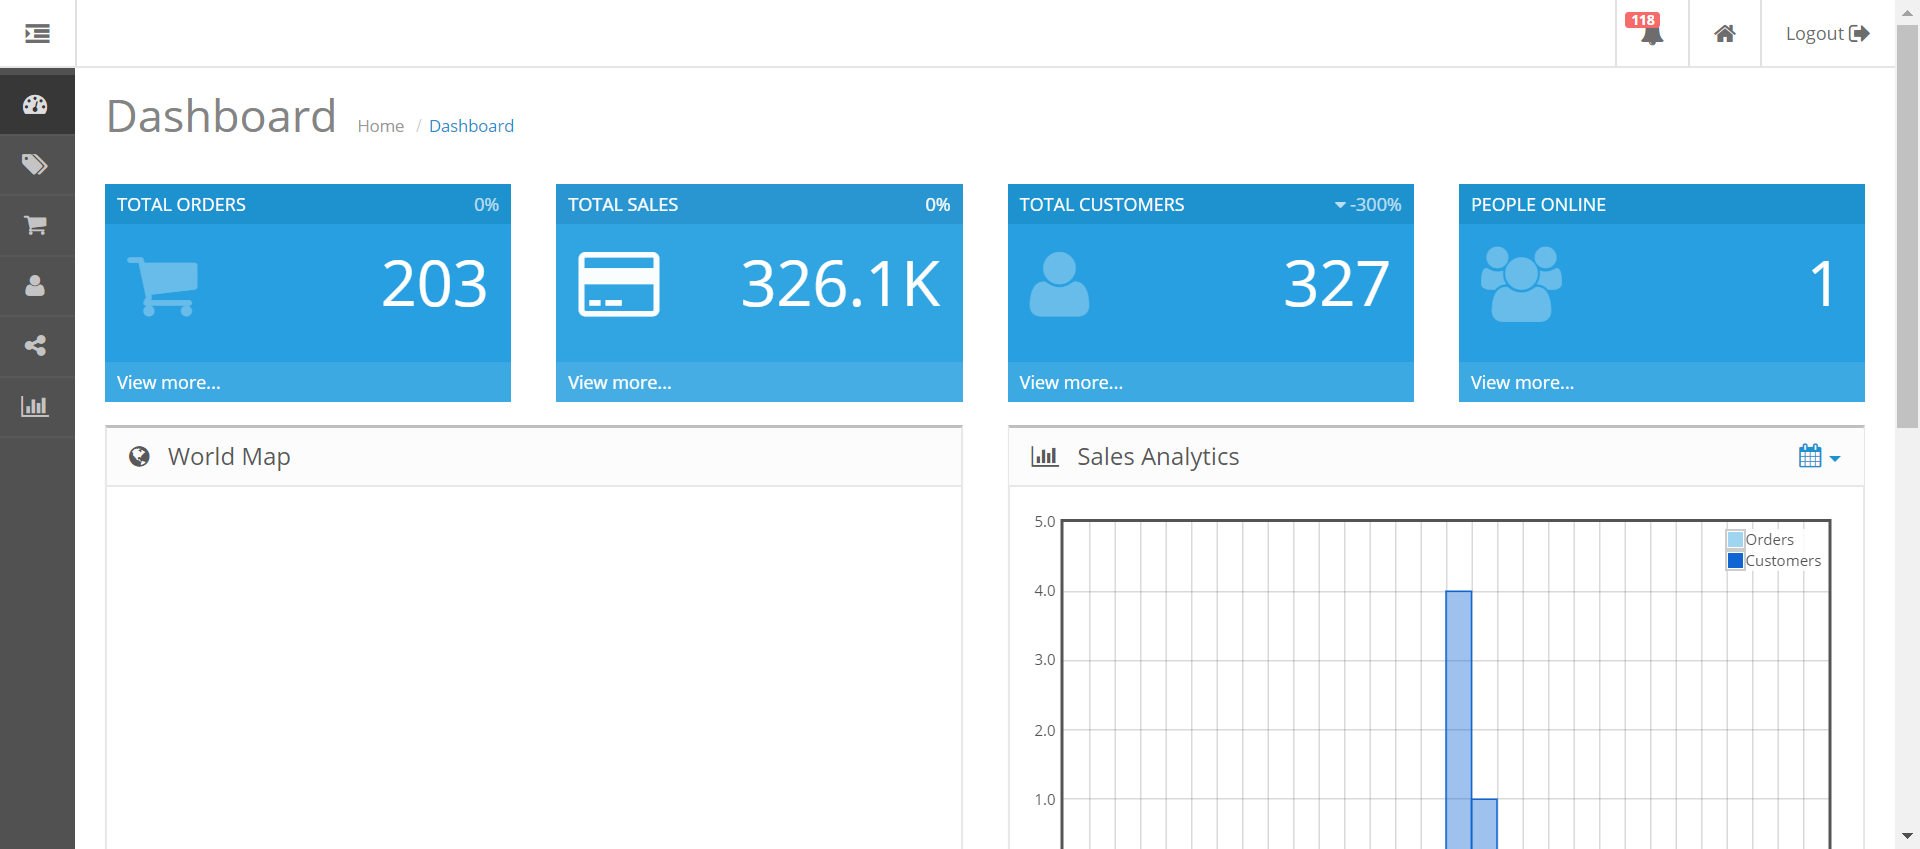 118
Logout
Dashboard
Home / Dashboard
TOTAL ORDERS 0%
203
View more...
TOTAL SALES 0%
326.1K
View more...
TOTAL CUSTOMERS -300%
327
View more...
PEOPLE ONLINE
1
View more...
World Map
Sales Analytics
5.0
4.0
3.0
2.0
1.0
Orders
Customers